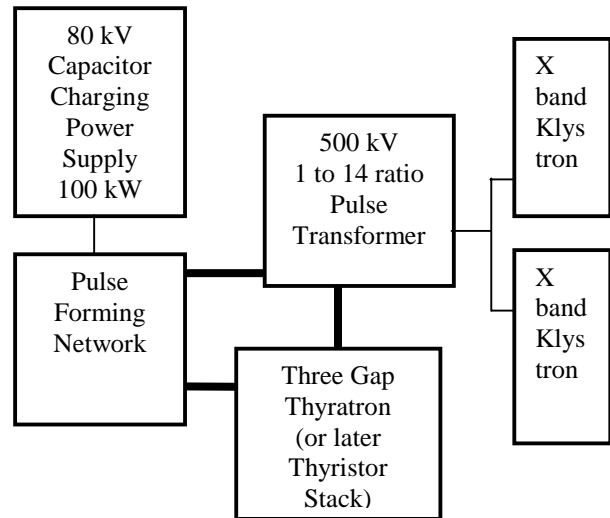 80 kV
Capacitor
Charging
Power
Supply
100 kW
500 kV
1 to 14 ratio
Pulse
Transformer
X
band
Klys
tron
Pulse
Forming
Network
Three Gap
Thyratron
(or later
Thyristor
Stack)
X
band
Klys
tron